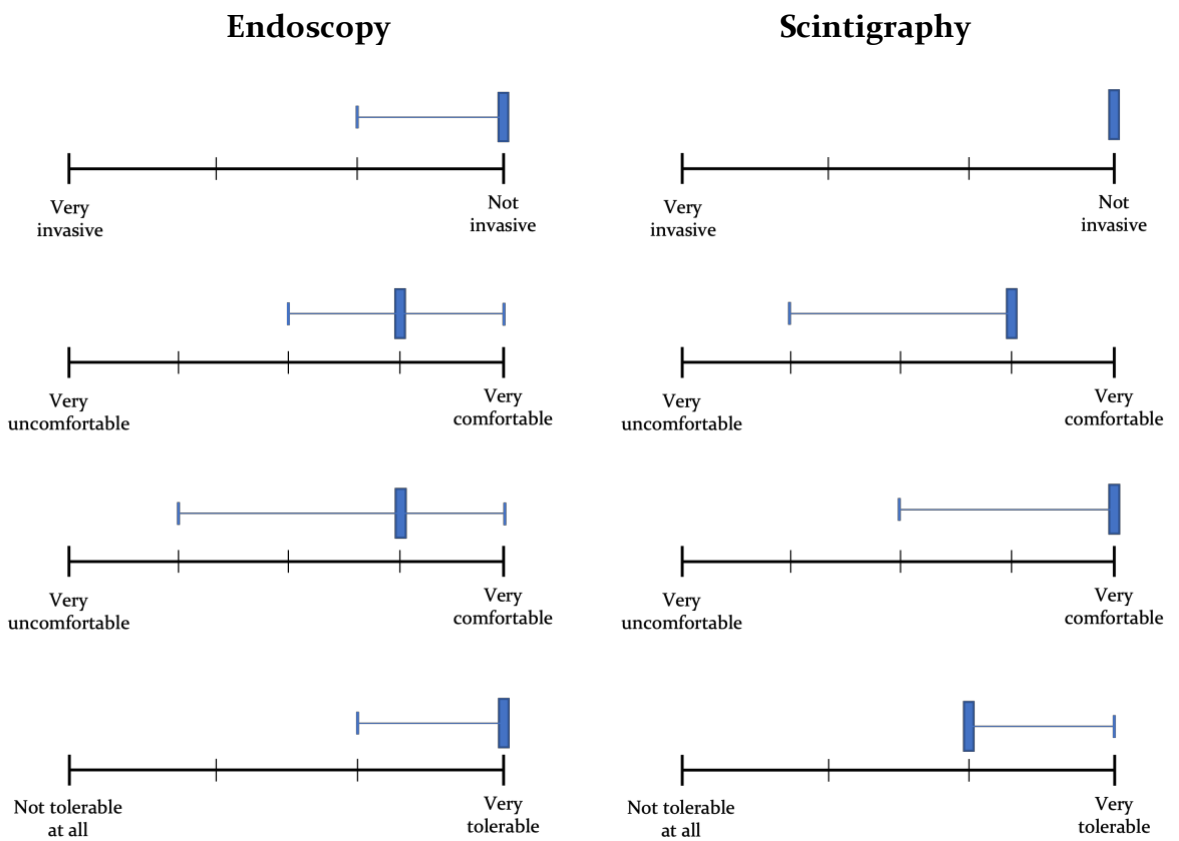 Endoscopy
Scintigraphy
Very
invasive
Not
invasive
Very
invasive
Not
invasive
Very
uncomfortable
Very
comfortable
Very
uncomfortable
Very
comfortable
Very
uncomfortable
Very
comfortable
Very
uncomfortable
Very
comfortable
Not tolerable
at all
Very
tolerable
Not tolerable
at all
Very
tolerable